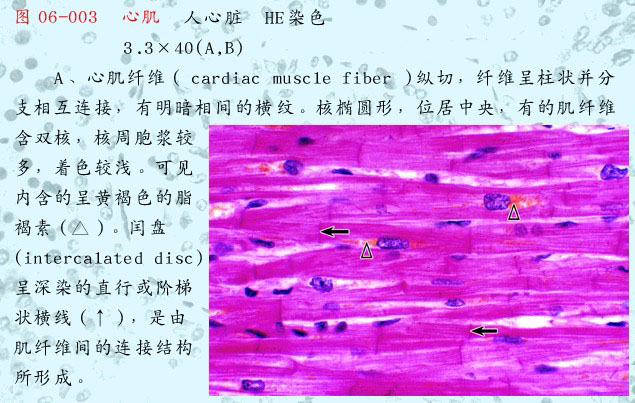 图 06-003 心肌 人心脏 HE染色
3.3×40(A,B)
A、心肌纤维( cardiac muscle fiber )纵切，纤维呈柱状并分
支相互连接，有明暗相间的横纹。核椭圆形，位居中央，有的肌纤维
含双核，核周胞浆较
多，着色较浅。可见
内含的呈黄褐色的脂
褐素(△)。闰盘
(intercalated disc)
呈深染的直行或阶梯
状横线(↑)，是由
肌纤维间的连接结构
所形成。